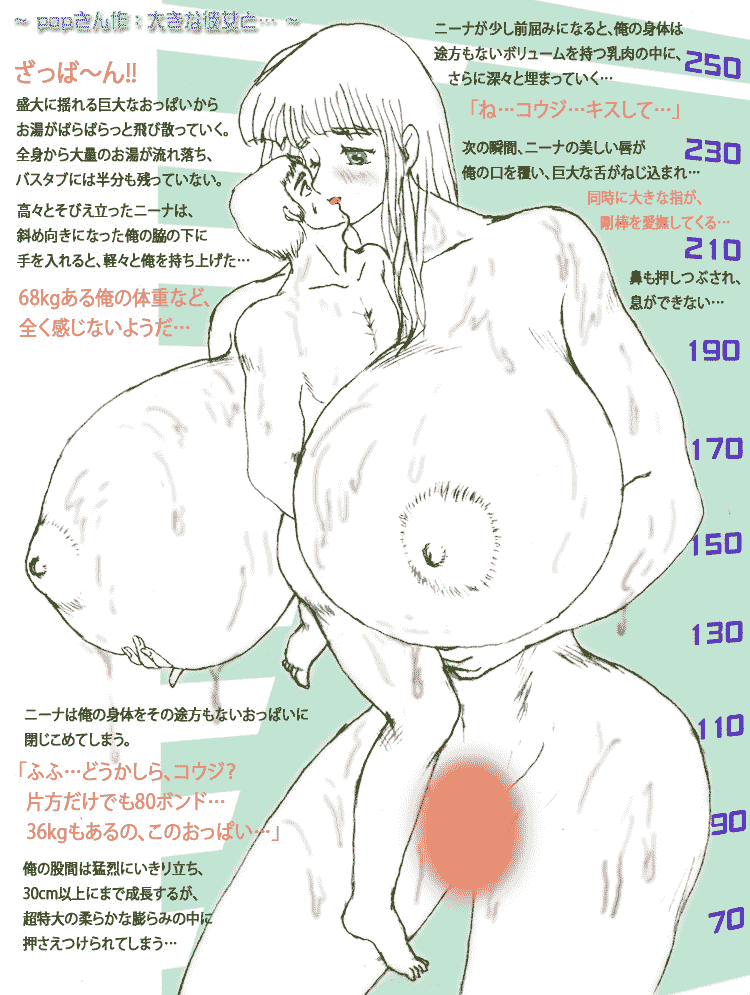 ~ popさん作：大きな彼女と… ~
ざっぱ～ん!!
盛大に揺れる巨大なおっぱいから
お湯がぱらぱらっと飛び散っていく。
全身から大量のお湯が流れ落ち、
バスタブには半分も残っていない。
高々とそびえ立ったニーナは、
斜め向きになった俺の脇の下に
手を入れると、軽々と俺を持ち上げた…
68kgある俺の体重など、
全く感じないようだ…
ニーナが少し前屈みになると、俺の身体は
途方もないボリュームを持つ乳肉の中に、
さらに深々と埋まっていく…
「ね…コウジ…キスして…」
次の瞬間、ニーナの美しい唇が
俺の口を覆い、巨大な舌がねじ込まれ…
同時に大きな指が、
剛棒を愛撫してくる…
鼻も押しつぶされ、
息ができない…
250
230
210
190
170
150
130
110
90
70
ニーナは俺の身体をその途方もないおっぱいに
閉じこめてしまう。
「ふふ…どうかしら、コウジ?
片方だけでも80ポンド…
36kgもあるの、このおっぱい…」
俺の股間は猛烈にいきり立ち、
30cm以上にまで成長するが、
超特大の柔らかな膨らみの中に
押さえつけられてしまう…